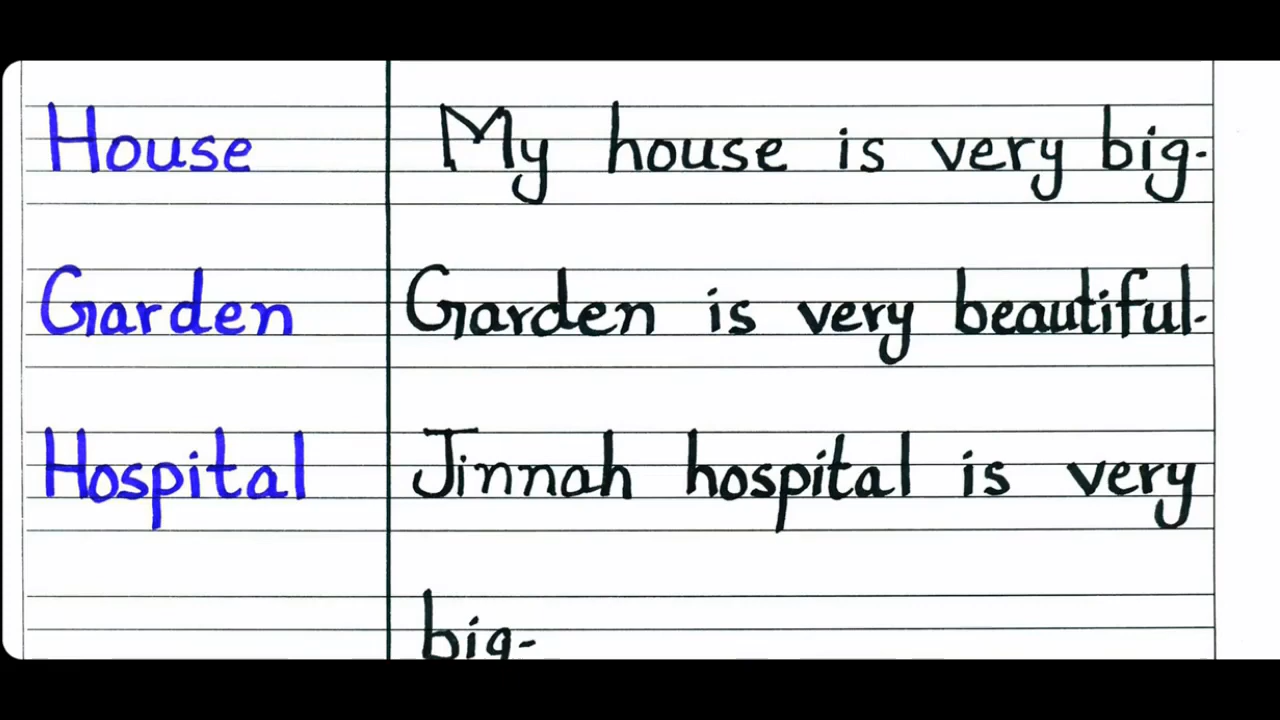 House My house is very big.
Garden Garden is very beautiful.
Hospital Jinnah hospital is very
big-